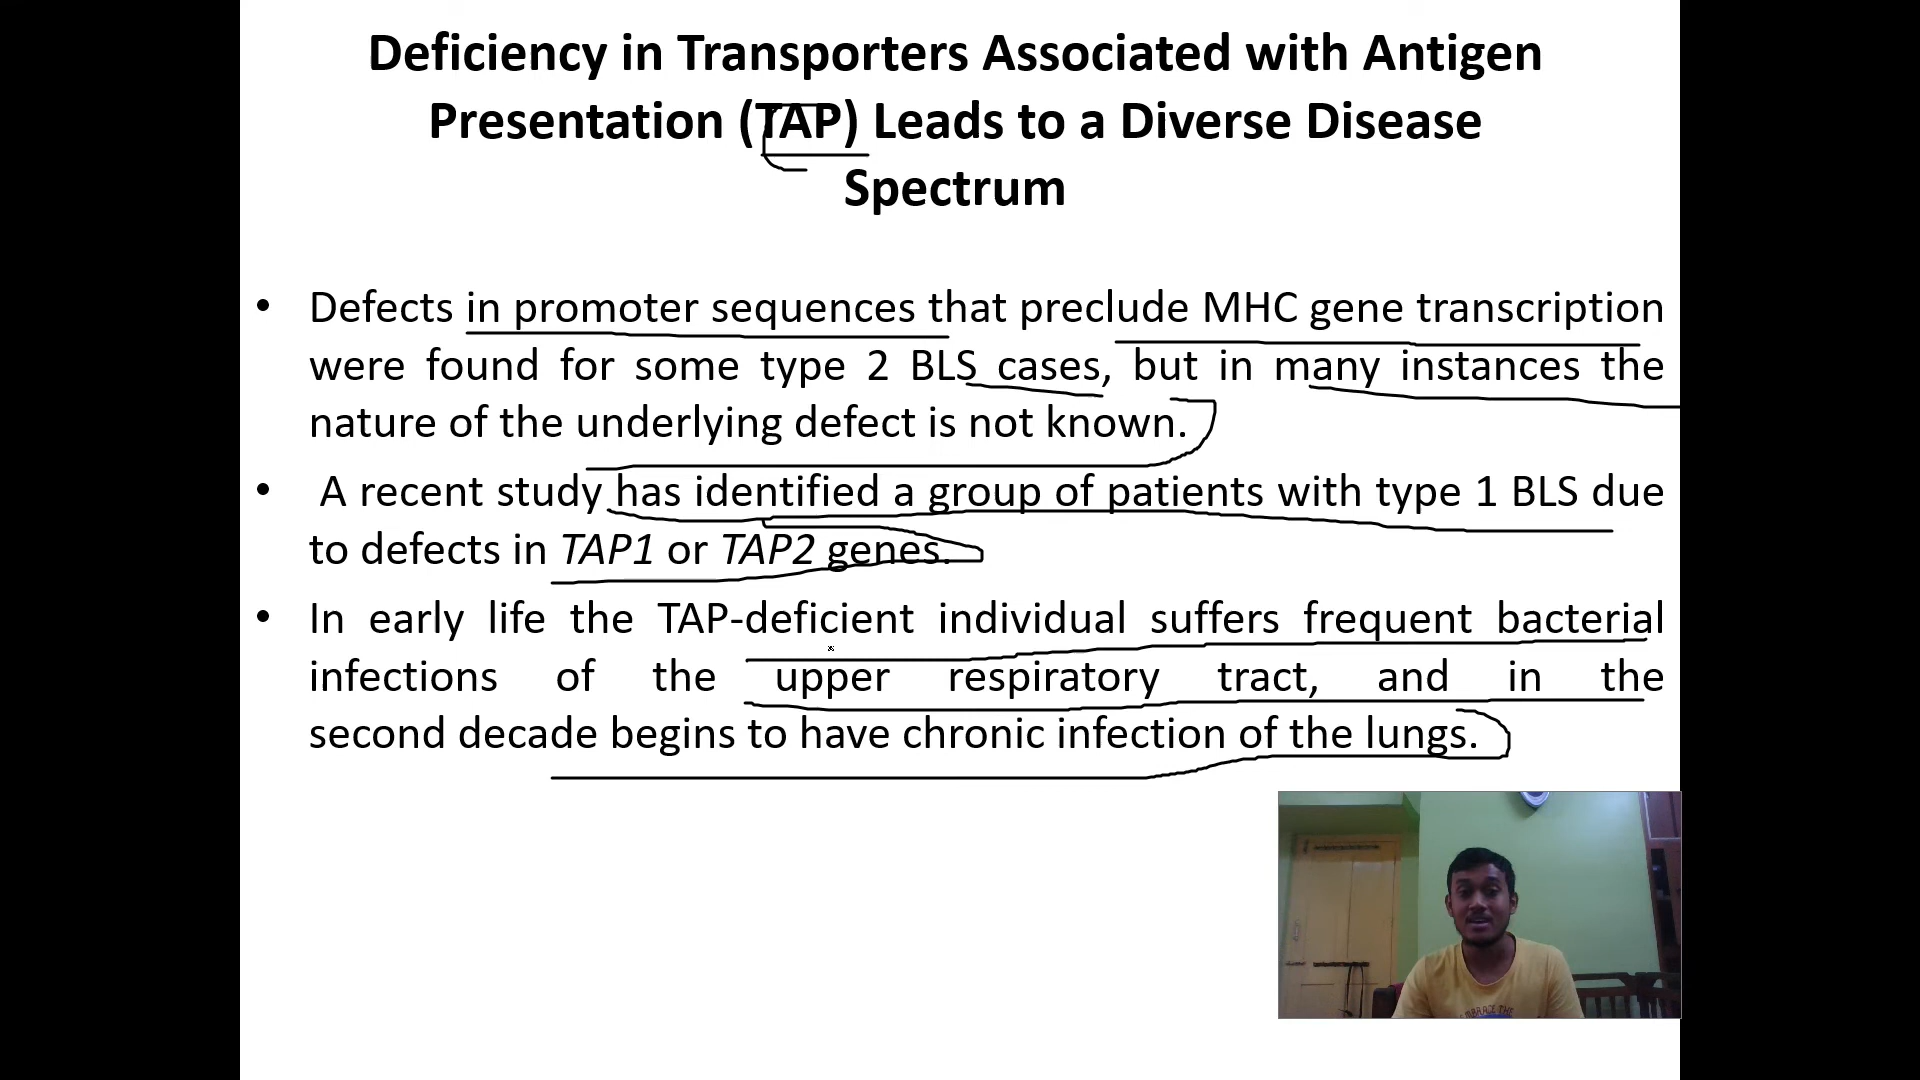 Deficiency in Transporters Associated with Antigen
Presentation (TAP) Leads to a Diverse Disease
Spectrum
• Defects in promoter sequences that preclude MHC gene transcription
were found for some type 2 BLS cases, but in many instances the
nature of the underlying defect is not known.
• A recent study has identified a group of patients with type 1 BLS due
to defects in TAP1 or TAP2 genes.
• In early life the TAP-deficient individual suffers frequent bacterial
infections of the upper respiratory tract, and in the
second decade begins to have chronic infection of the lungs.
EMBRACE THE